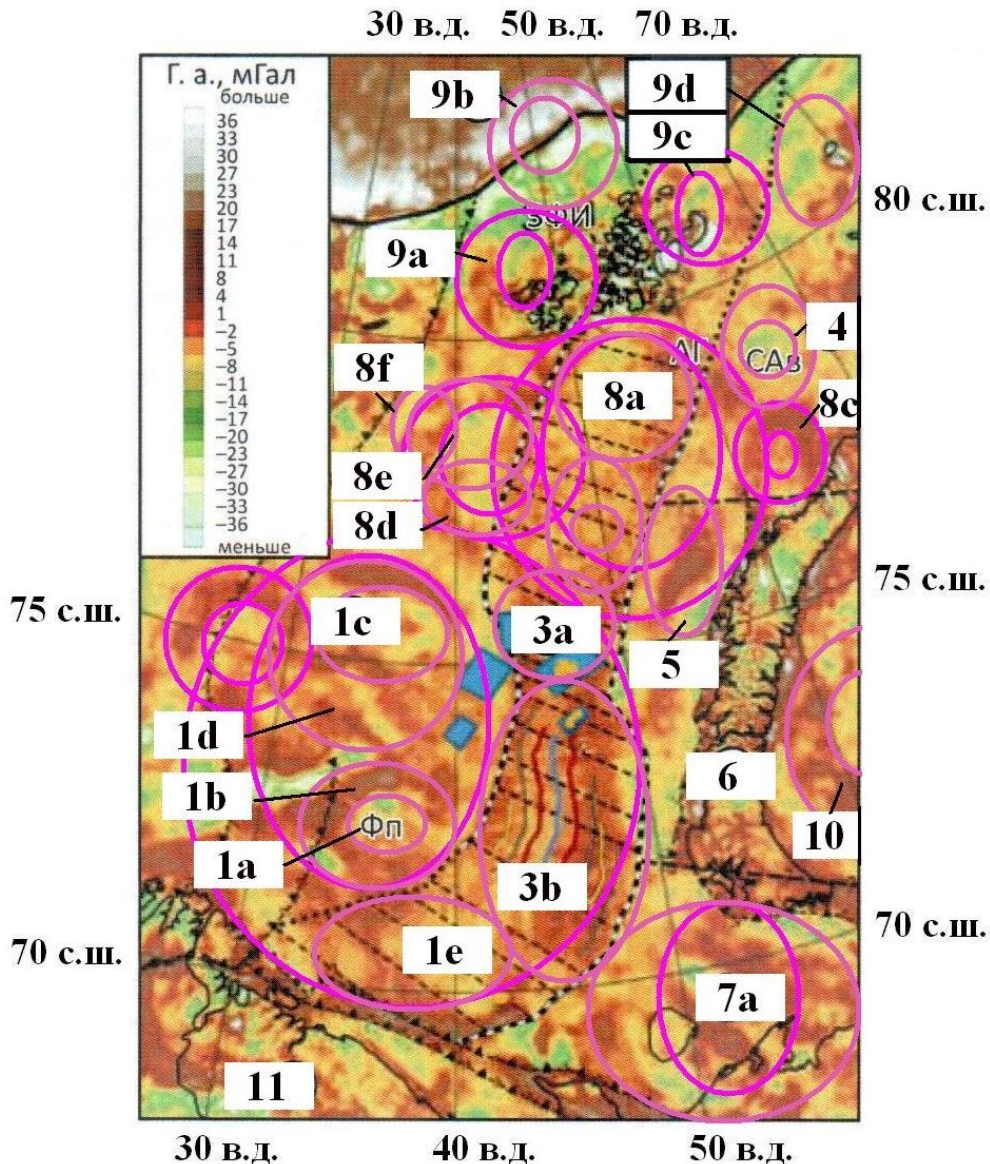 30 в.д. 50 в.д. 70 в.д.
Г. а., мГал
больше
36
33
30
27
23
20
17
14
11
8
4
1
−2
−5
−8
−11
−14
−17
−20
−23
−27
−30
−33
−36
меньше
9b
9d
9c
80 с.ш.
ЗФИ
9a
4
8f
АГ
САв
8a
8c
8e
8d
75 с.ш.
75 с.ш.
1c
3a
5
1d
6
1b
10
Фп
1a
3b
70 с.ш.
70 с.ш.
1e
7a
11
30 в.д. 40 в.д. 50 в.д.